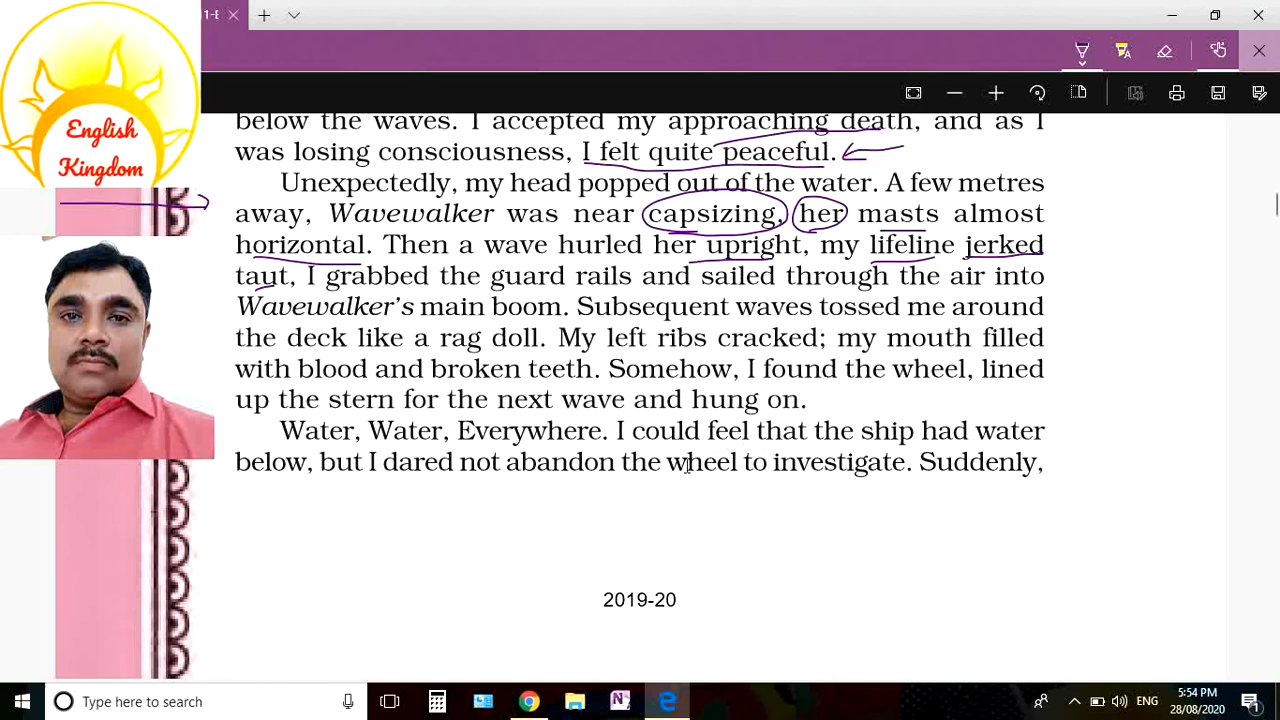 1-E
English
Kingdom
below the waves. I accepted my approaching death, and as I
was losing consciousness, I felt quite peaceful.
Unexpectedly, my head popped out of the water. A few metres
away, Wavewalker was near capsizing, her masts almost
horizontal. Then a wave hurled her upright, my lifeline jerked
taut, I grabbed the guard rails and sailed through the air into
Wavewalker's main boom. Subsequent waves tossed me around
the deck like a rag doll. My left ribs cracked; my mouth filled
with blood and broken teeth. Somehow, I found the wheel, lined
up the stern for the next wave and hung on.
Water, Water, Everywhere. I could feel that the ship had water
below, but I dared not abandon the wheel to investigate. Suddenly,
2019-20
Type here to search
ENG
5:54 PM
28/08/2020